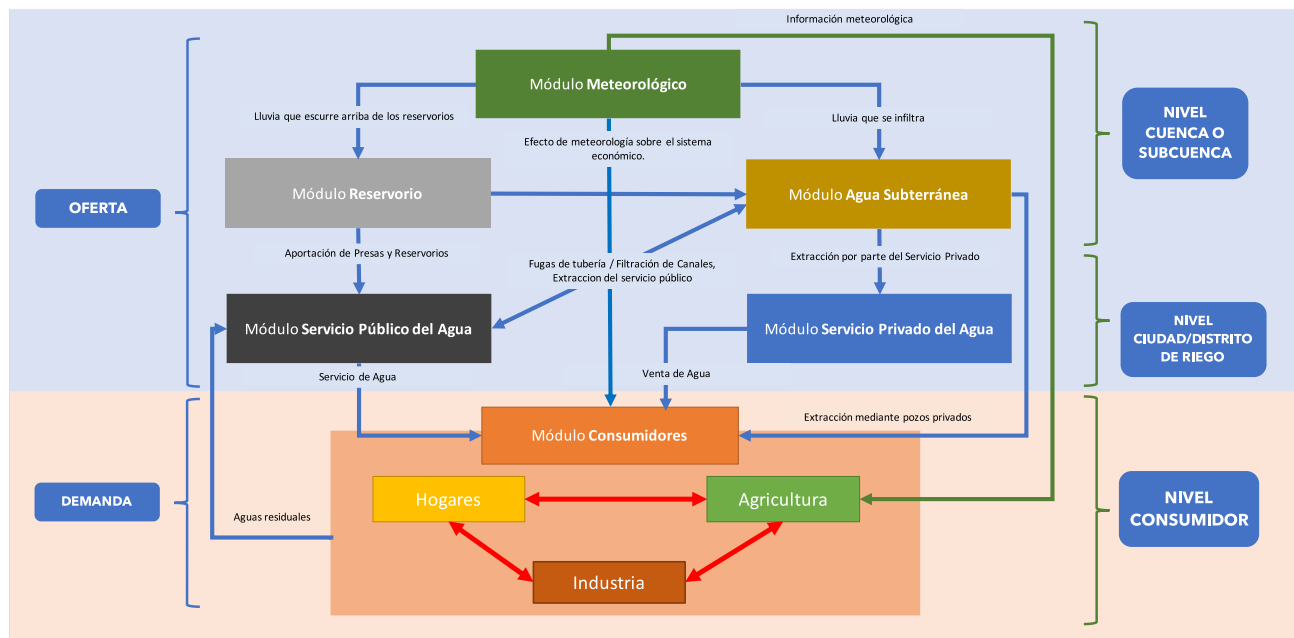 Información meteorológica
Módulo Meteorológico
Lluvia que escurre arriba de los reservorios
Lluvia que se infiltra
NIVEL
CUENCA O
SUBCUENCA
Efecto de meteorología sobre el sistema
económico.
Módulo Reservorio
Módulo Agua Subterránea
OFERTA
Aportación de Presas y Reservorios
Fugas de tubería / Filtración de Canales,
Extraccion del servicio público
Extracción por parte del Servicio Privado
Módulo Servicio Público del Agua
Módulo Servicio Privado del Agua
NIVEL
CIUDAD/DISTRITO
DE RIEGO
Servicio de Agua
Venta de Agua
Módulo Consumidores
Extracción mediante pozos privados
DEMANDA
Hogares
Agricultura
NIVEL
CONSUMIDOR
Aguas residuales
Industria